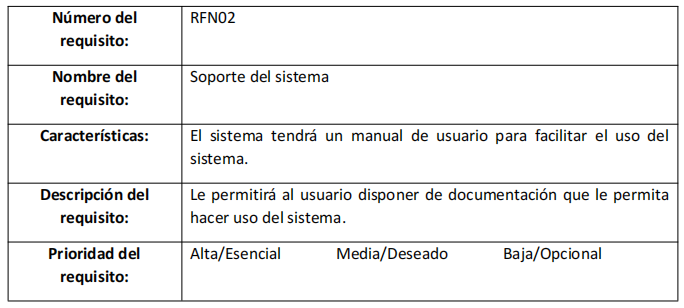 Número del requisito: RFN02
Nombre del requisito: Soporte del sistema
Características: El sistema tendrá un manual de usuario para facilitar el uso del sistema.
Descripción del requisito: Le permitirá al usuario disponer de documentación que le permita hacer uso del sistema.
Prioridad del requisito: Alta/Esencial Media/Deseado Baja/Opcional